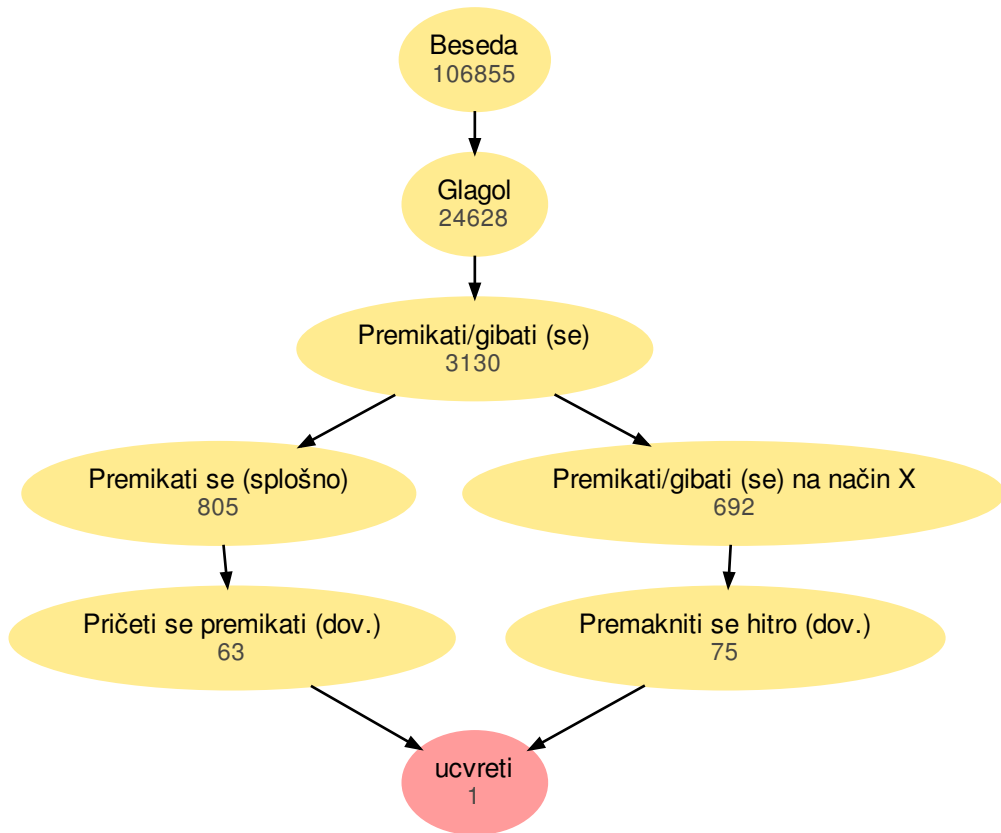 Beseda
106855
Glagol
24628
Premikati/gibati (se)
3130
Premikati se (splošno)
805
Premikati/gibati (se) na način X
692
Pričeti se premikati (dov.)
63
Premakniti se hitro (dov.)
75
ucvreti
1